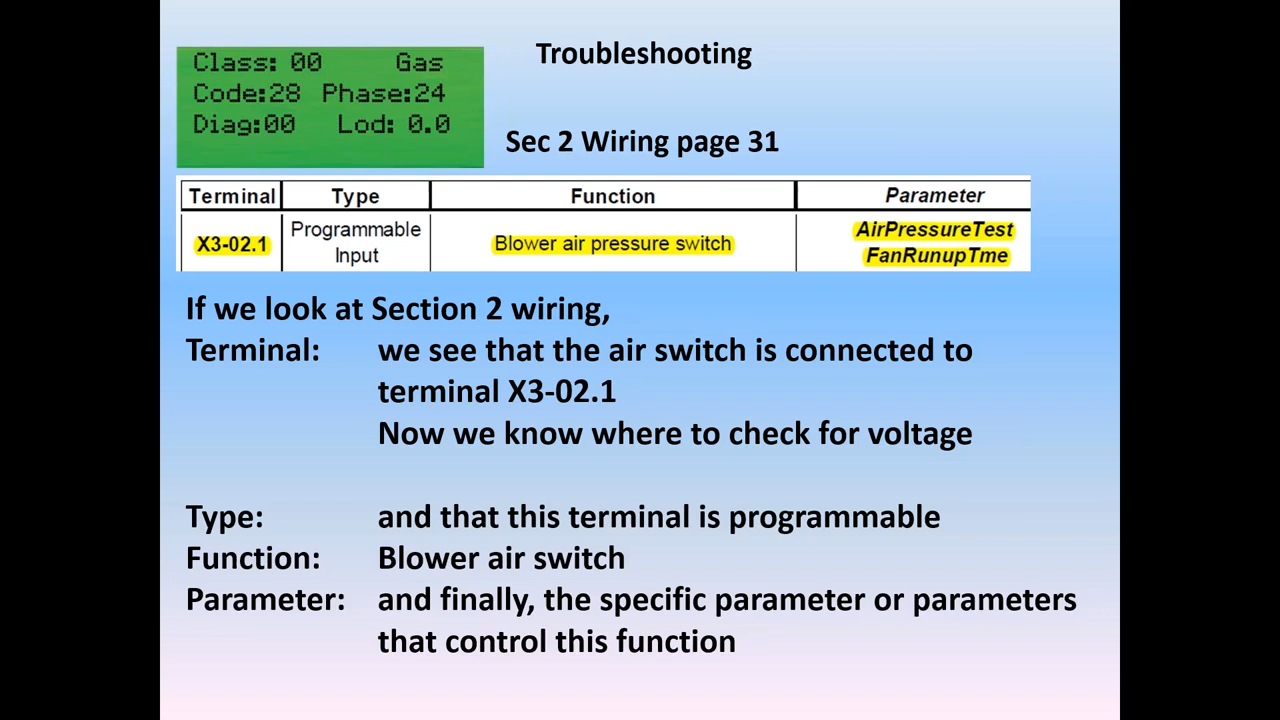 Troubleshooting
Class: 00 Gas
Code:28 Phase:24
Diag:00 Lod: 0.0
Sec 2 Wiring page 31
Terminal Type Function Parameter
X3-02.1 Programmable Input Blower air pressure switch AirPressureTest FanRunupTme
If we look at Section 2 wiring,
Terminal: we see that the air switch is connected to
terminal X3-02.1
Now we know where to check for voltage
Type: and that this terminal is programmable
Function: Blower air switch
Parameter: and finally, the specific parameter or parameters
that control this function